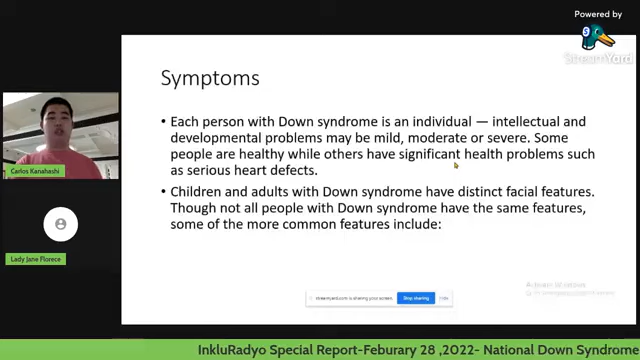 Powered by
StreamYard
Symptoms
• Each person with Down syndrome is an individual — intellectual and
developmental problems may be mild, moderate or severe. Some
people are healthy while others have significant health problems such
as serious heart defects.
• Children and adults with Down syndrome have distinct facial features.
Though not all people with Down syndrome have the same features,
some of the more common features include:
Carlos Kanahashi
Lady Jane Florece
streamyard.com is sharing your screen.
Stop sharing
Hide
Activate Windows
InkluRadyo Special Report-Feburary 28 ,2022- National Down Syndrome